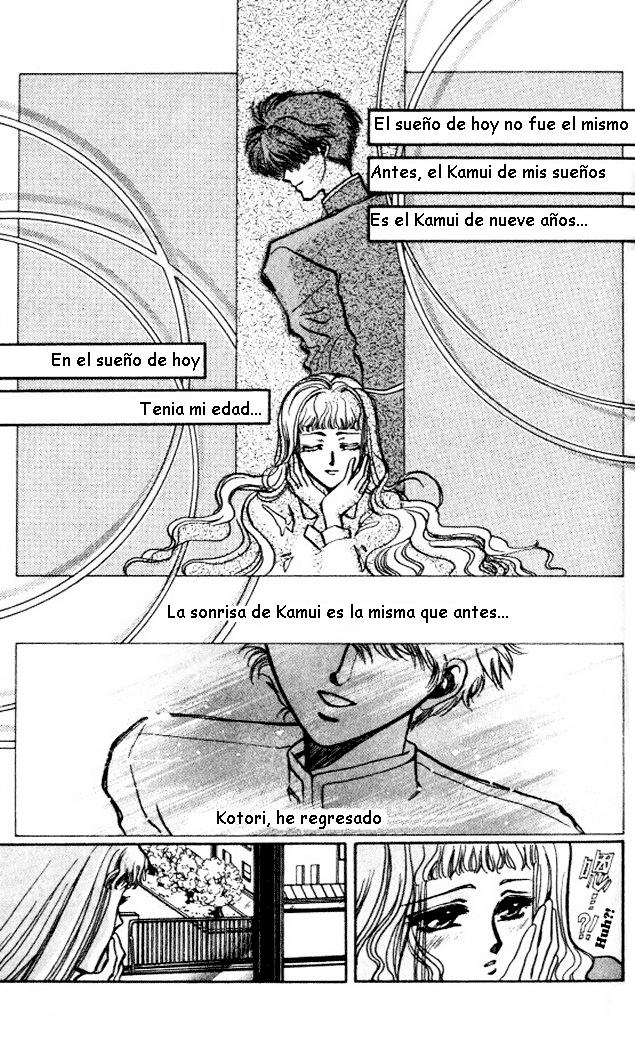 El sueño de hoy no fue el mismo
Antes, el Kamui de mis sueños
Es el Kamui de nueve años...
En el sueño de hoy
Tenia mi edad...
La sonrisa de Kamui es la misma que antes...
Kotori, he regresado
嗯……?!
Huh?!